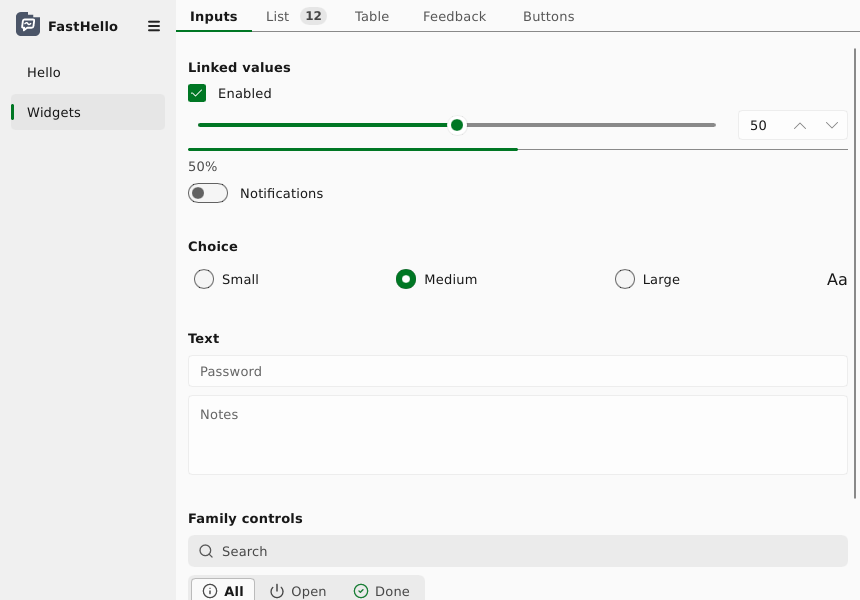 FastHello
Hello
Widgets
Inputs List 12 Table Feedback Buttons
Linked values
Enabled
50
50%
Notifications
Choice
Small Medium Large Aa
Text
Password
Notes
Family controls
Search
All Open Done